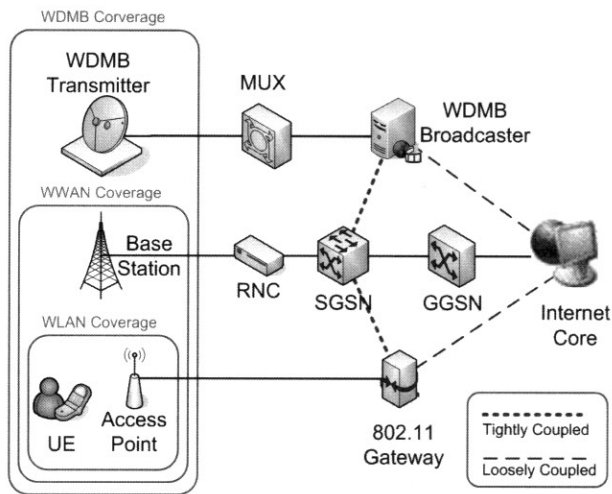 WDMB Corverage
WDMB
Transmitter
MUX
WDMB
Broadcaster
WWAN Coverage
Base
Station
RNC
SGSN
GGSN
Internet
Core
WLAN Coverage
UE
Access
Point
802.11
Gateway
Tightly Coupled
Loosely Coupled